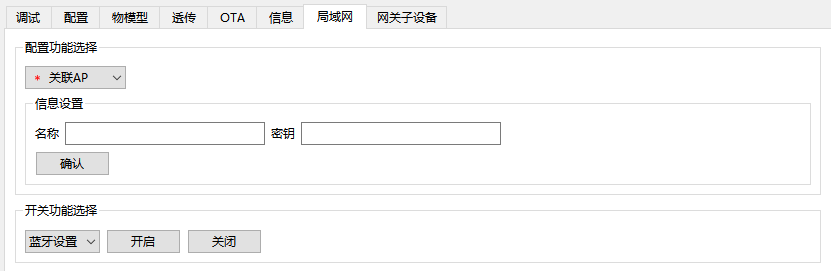 调试 配置 物模型 透传 OTA 信息 局域网 网关子设备
配置功能选择
* 关联AP
信息设置
名称 密钥
确认
开关功能选择
蓝牙设置 开启 关闭